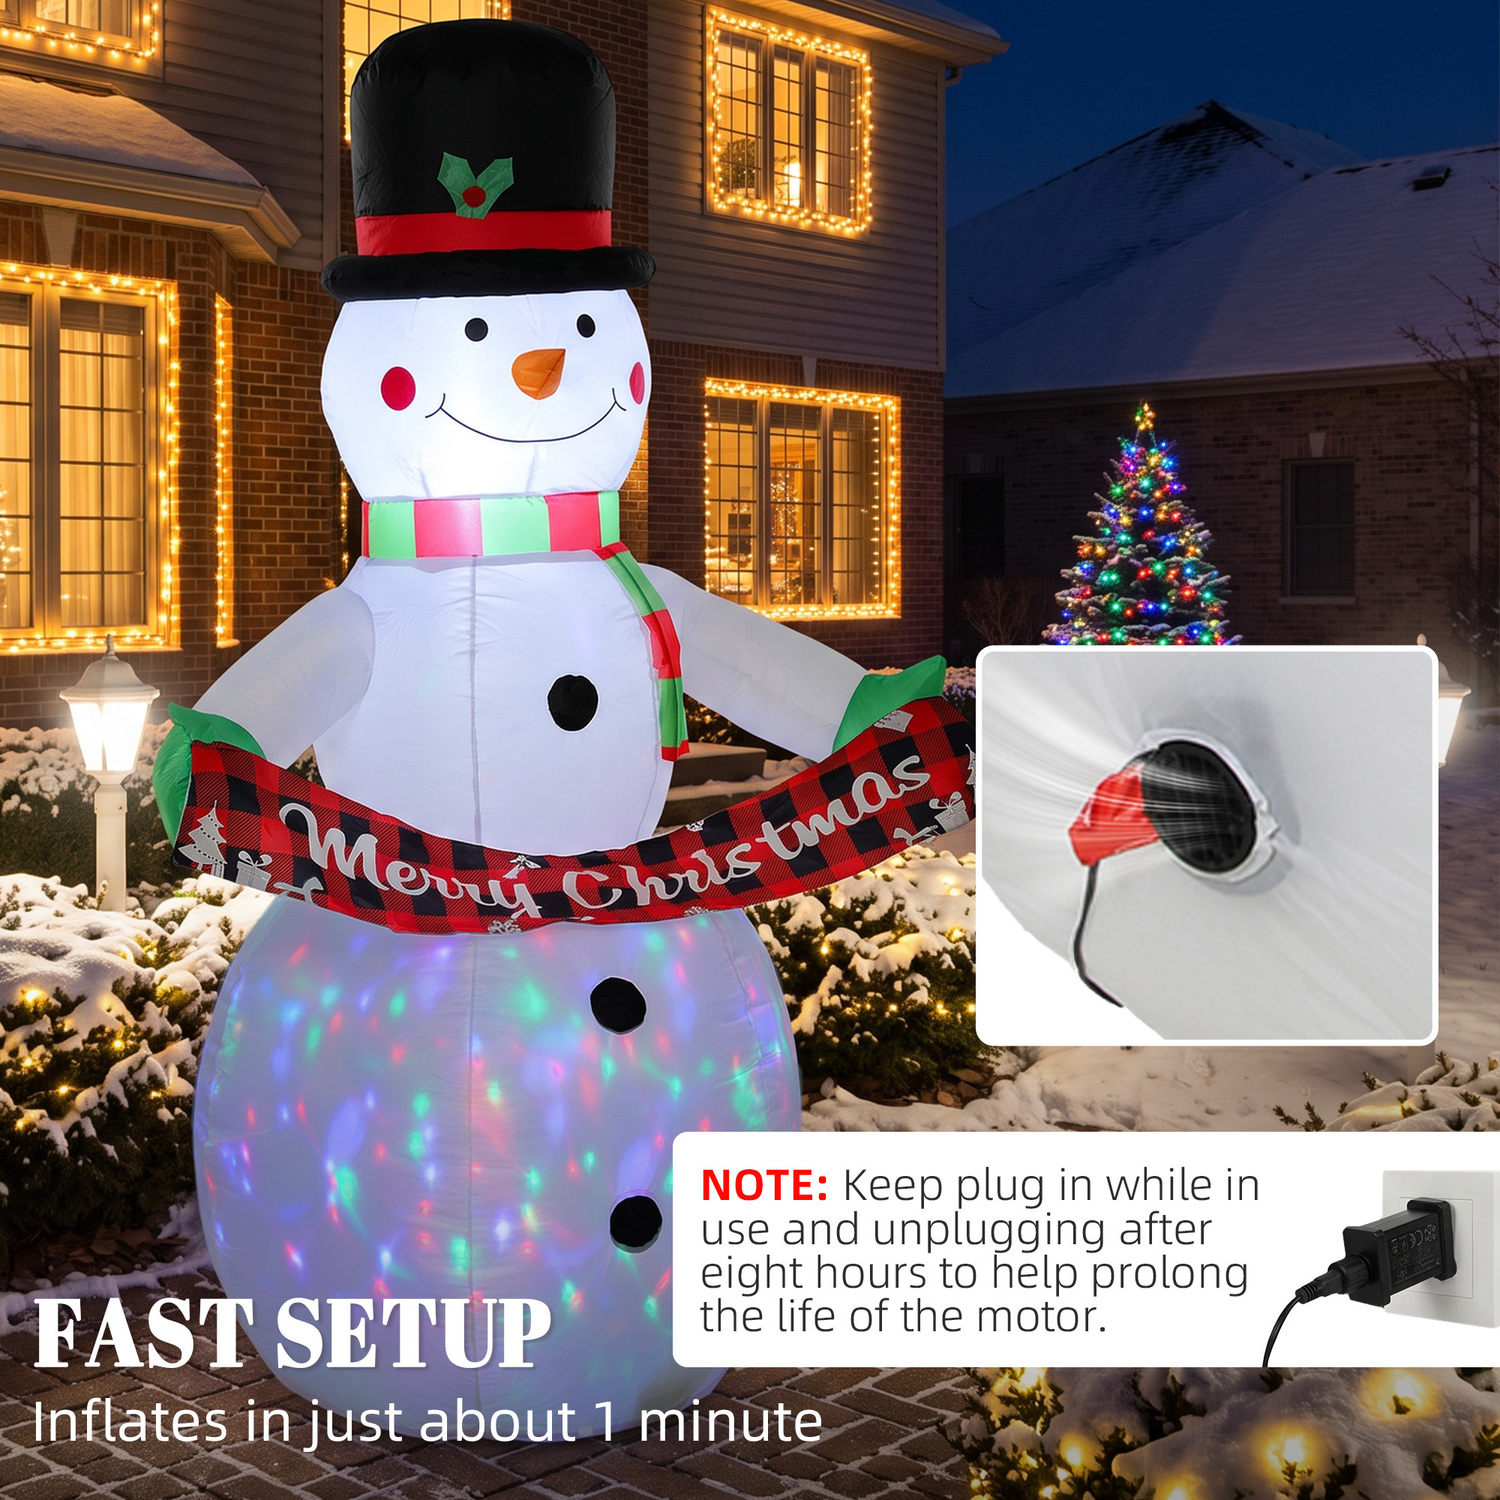 Merry Christmas
NOTE: Keep plug in while in
use and unplugging after
eight hours to help prolong
the life of the motor.
FAST SETUP
Inflates in just about 1 minute